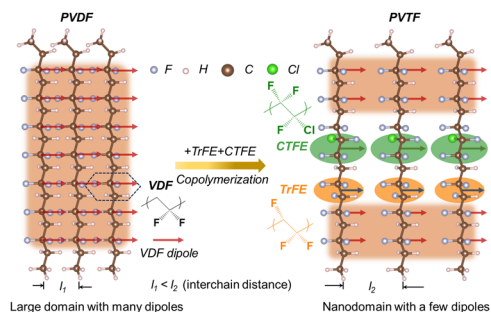 PVDF
PVTF
F H C Cl
F F
F Cl
CTFE
+TrFE+CTFE
Copolymerization
VDF
F F
TrFE
F
F F
VDF dipole
l1
l1 < l2 (interchain distance)
l2
Large domain with many dipoles
Nanodomain with a few dipoles